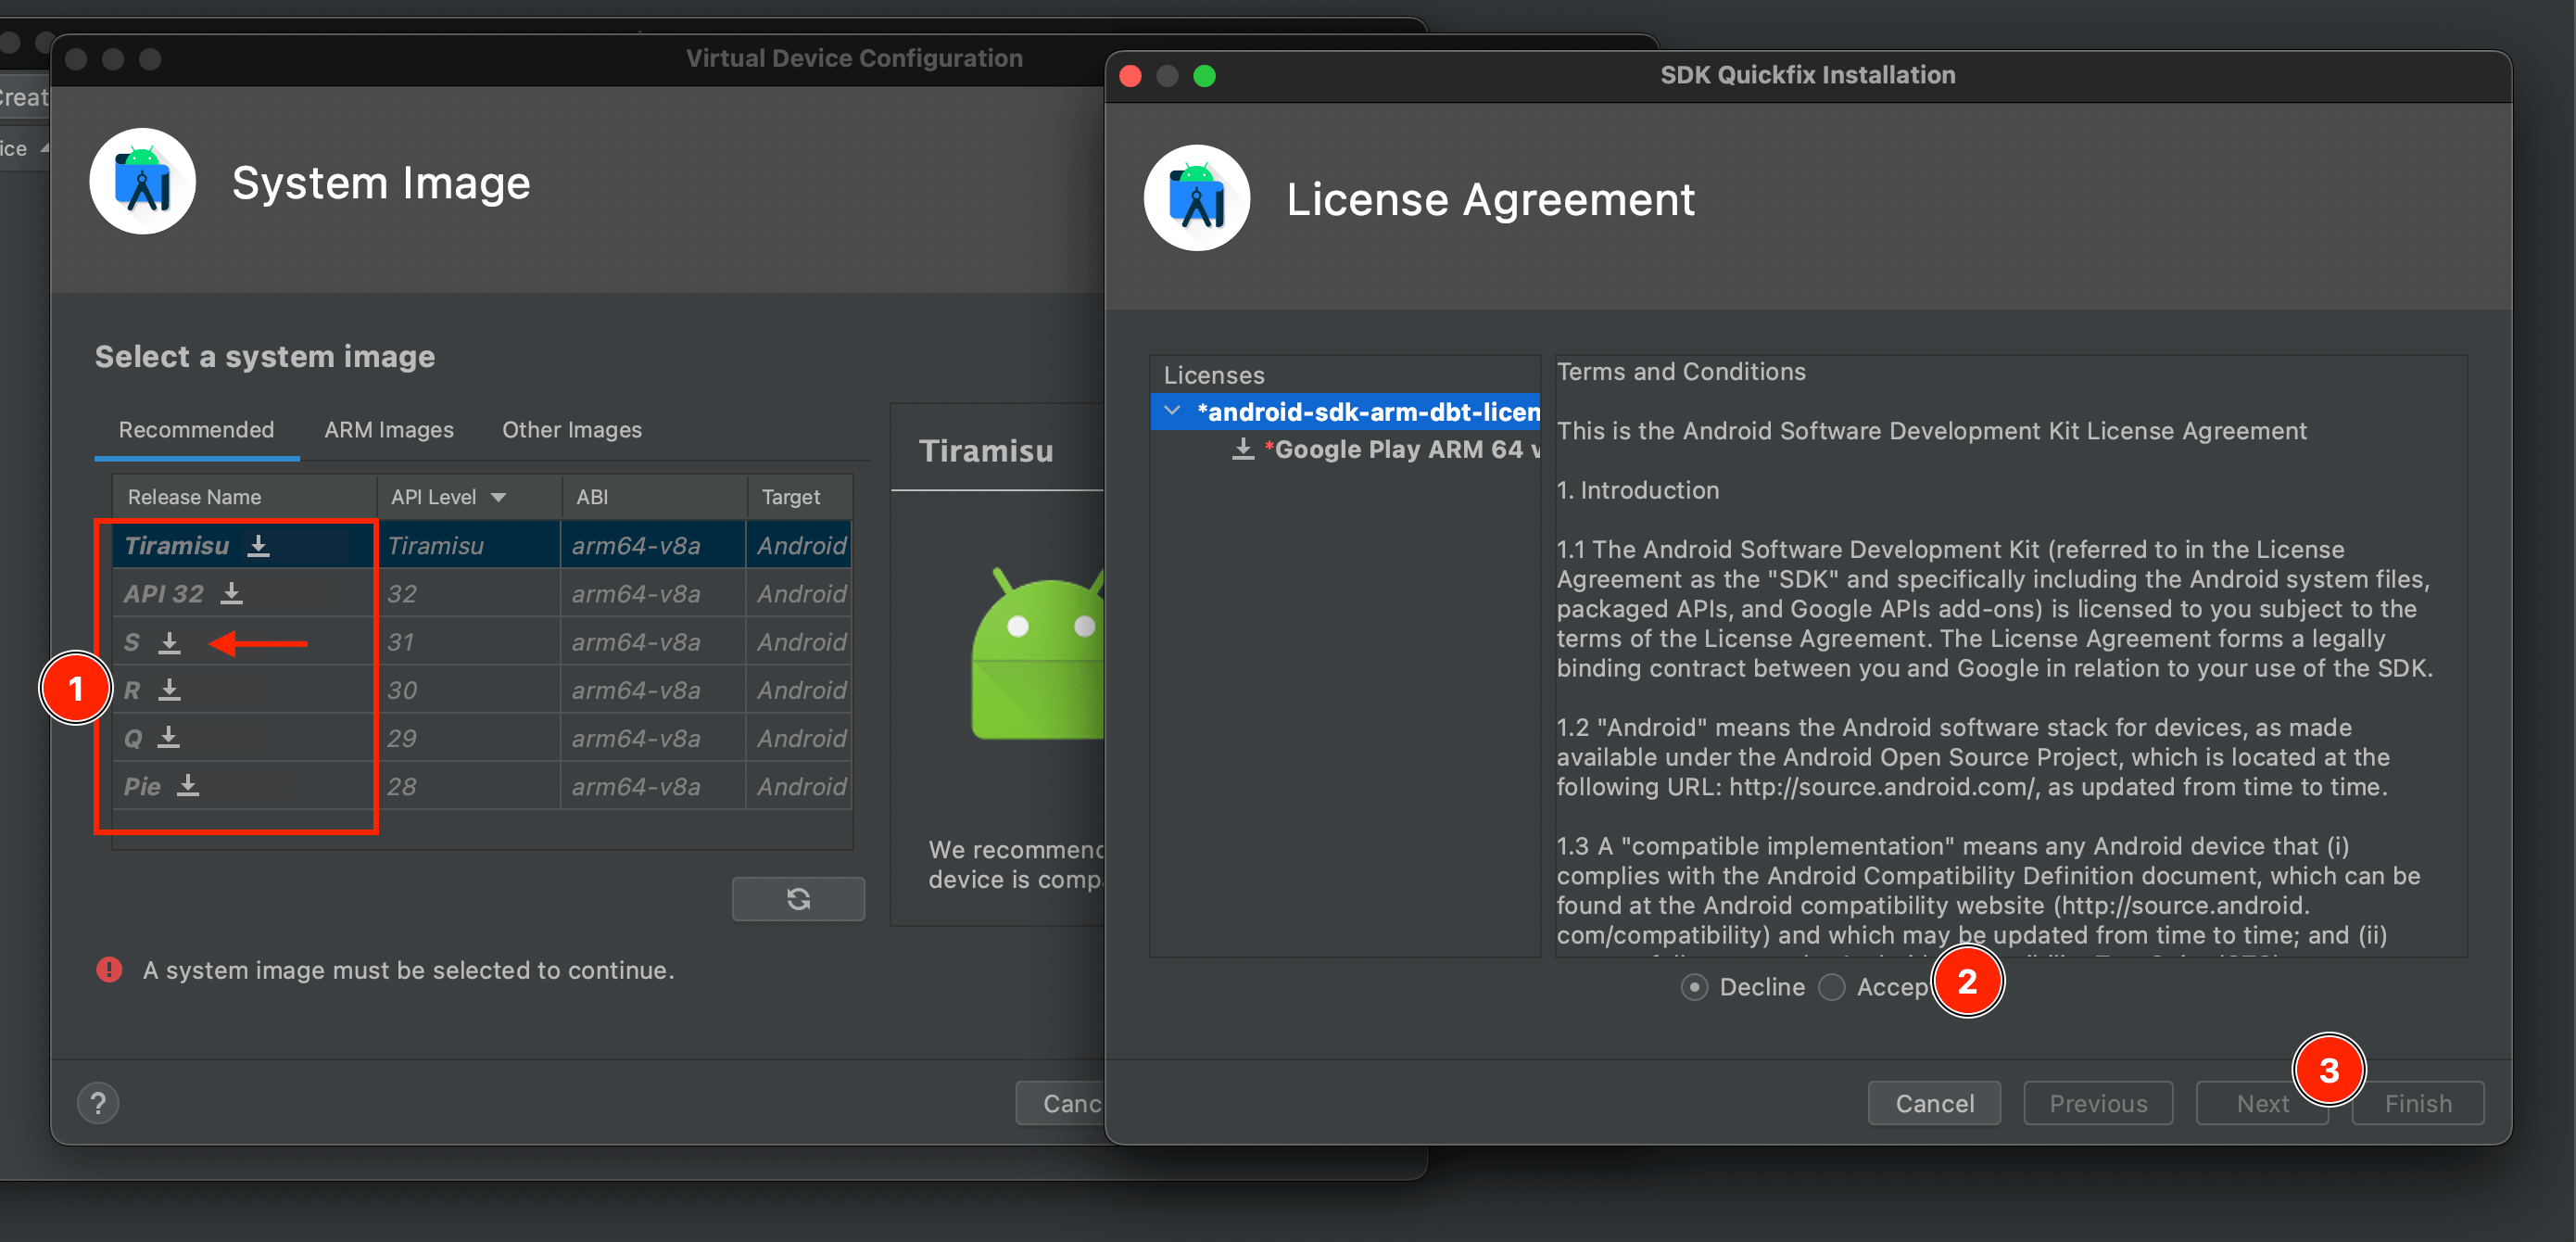 Virtual Device Configuration
SDK Quickfix Installation
Creat
ice
System Image
License Agreement
Select a system image
Recommended
ARM Images
Other Images
Release Name API Level ABI Target
Tiramisu Tiramisu arm64-v8a Android
API 32 32 arm64-v8a Android
S 31 arm64-v8a Android
R 30 arm64-v8a Android
Q 29 arm64-v8a Android
Pie 28 arm64-v8a Android
1
Tiramisu
We recommend
device is comp
A system image must be selected to continue.
?
Canc
Licenses
*android-sdk-arm-dbt-licen
*Google Play ARM 64 v
Terms and Conditions
This is the Android Software Development Kit License Agreement
1. Introduction
1.1 The Android Software Development Kit (referred to in the License
Agreement as the "SDK" and specifically including the Android system files,
packaged APIs, and Google APIs add-ons) is licensed to you subject to the
terms of the License Agreement. The License Agreement forms a legally
binding contract between you and Google in relation to your use of the SDK.
1.2 "Android" means the Android software stack for devices, as made
available under the Android Open Source Project, which is located at the
following URL: http://source.android.com/, as updated from time to time.
1.3 A "compatible implementation" means any Android device that (i)
complies with the Android Compatibility Definition document, which can be
found at the Android compatibility website (http://source.android.
com/compatibility) and which may be updated from time to time; and (ii)
Decline
Accep
2
3
Cancel
Previous
Next
Finish